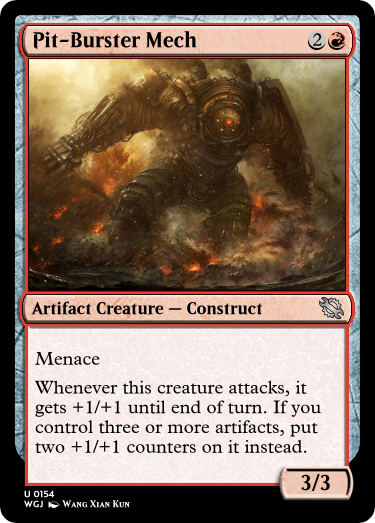 Pit-Burster Mech 2
Artifact Creature — Construct
Menace
Whenever this creature attacks, it
gets +1/+1 until end of turn. If you
control three or more artifacts, put
two +1/+1 counters on it instead.
3/3
U 0154
WGJ Wang Xian Kun